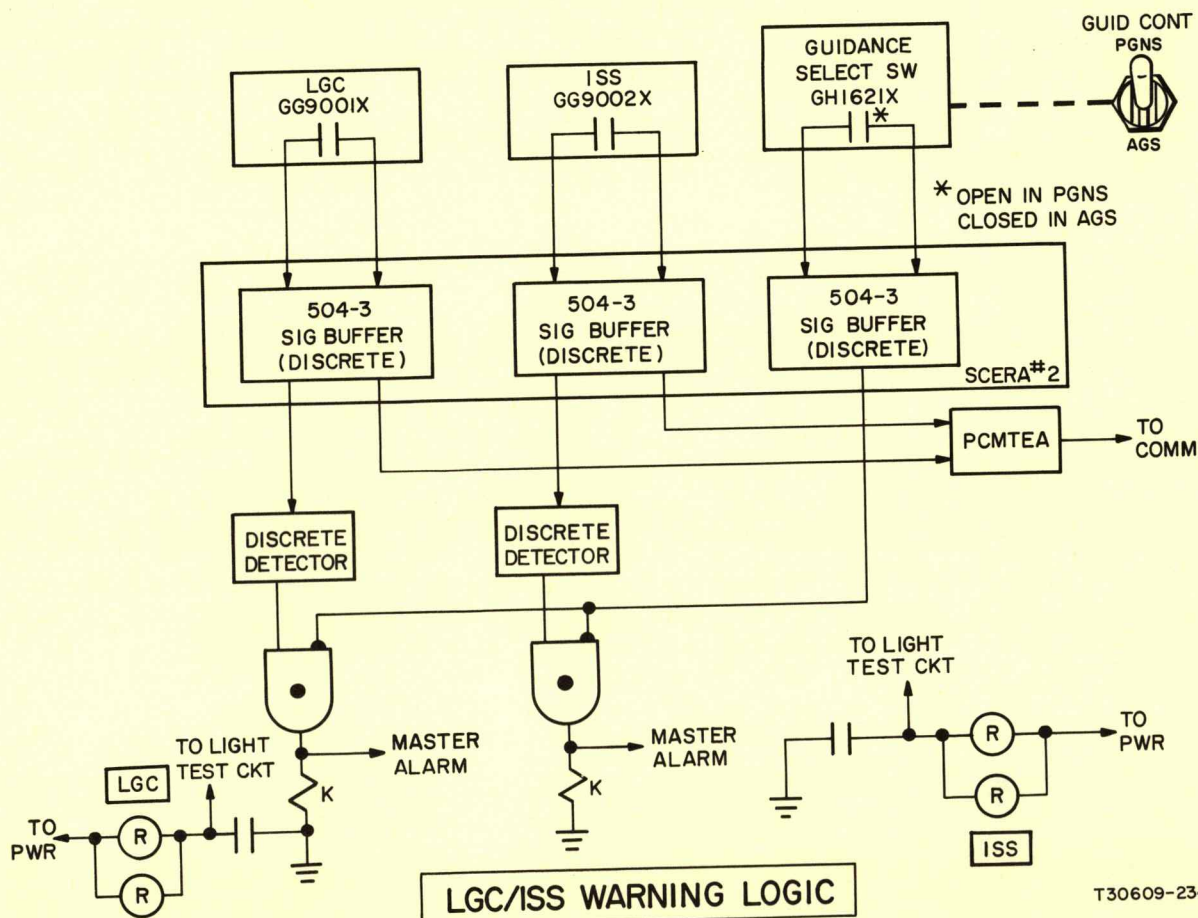 GUID CONT
PGNS
AGS
LGC
GG9001X
ISS
GG9002X
GUIDANCE
SELECT SW
GH1621X
*
* OPEN IN PGNS
CLOSED IN AGS
504-3
SIG BUFFER
(DISCRETE)
504-3
SIG BUFFER
(DISCRETE)
504-3
SIG BUFFER
(DISCRETE)
SCERA#2
PCMTEA
TO
COMM
DISCRETE
DETECTOR
DISCRETE
DETECTOR
TO LIGHT
TEST CKT
MASTER
ALARM
K
LGC
TO
PWR
R
R
MASTER
ALARM
K
TO LIGHT
TEST CKT
R
R
TO
PWR
ISS
LGC/ISS WARNING LOGIC